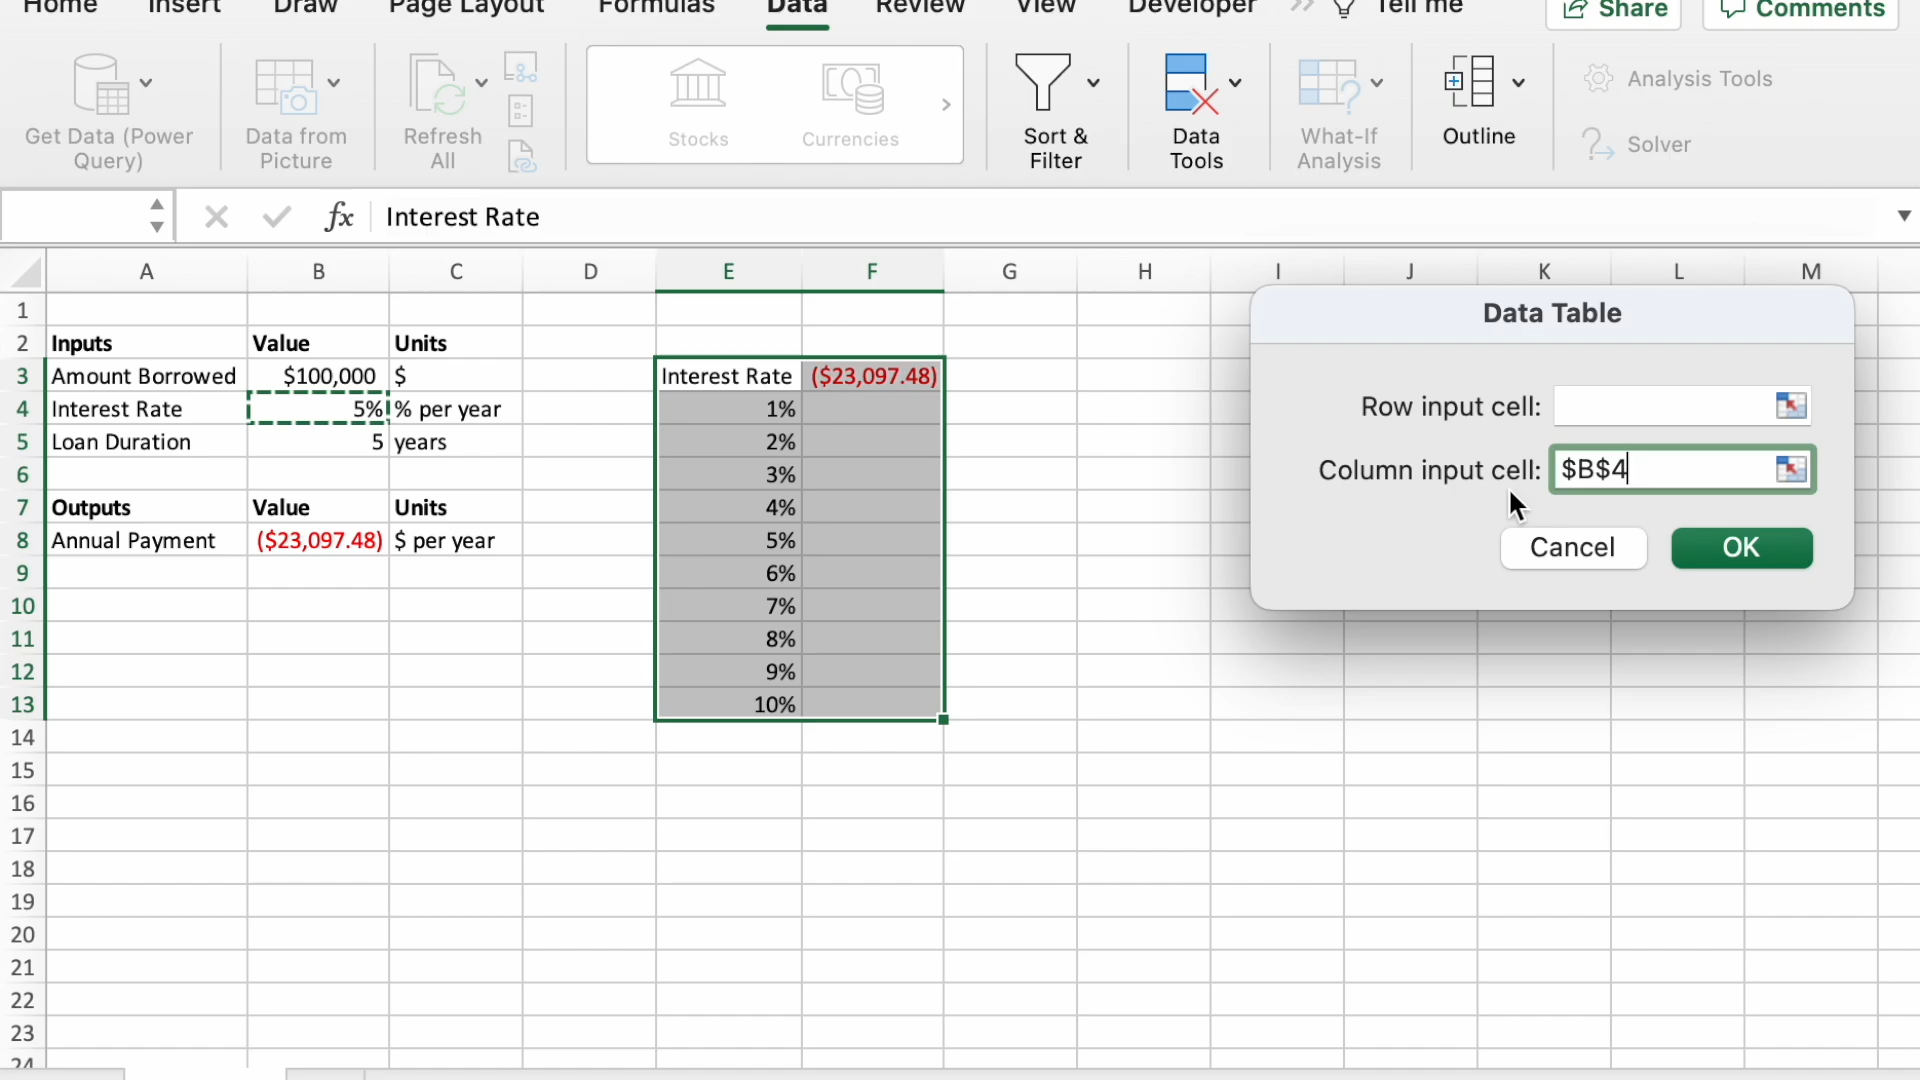 Home Insert Draw Page Layout Formulas Data Review View Developer Tell me Share Comments
Get Data (Power Query)
Data from Picture
Refresh All
Stocks
Currencies
Sort & Filter
Data Tools
What-If Analysis
Outline
Analysis Tools
Solver
fx Interest Rate
A B C D E F G H I J K L M
1
2 Inputs Value Units
3 Amount Borrowed $100,000 $ Interest Rate ($23,097.48)
4 Interest Rate 5% % per year 1%
5 Loan Duration 5 years 2%
6 3%
7 Outputs Value Units 4%
8 Annual Payment ($23,097.48) $ per year 5%
9 6%
10 7%
11 8%
12 9%
13 10%
14
15
16
17
18
19
20
21
22
23
24
Data Table
Row input cell:
Column input cell: $B$4
Cancel OK